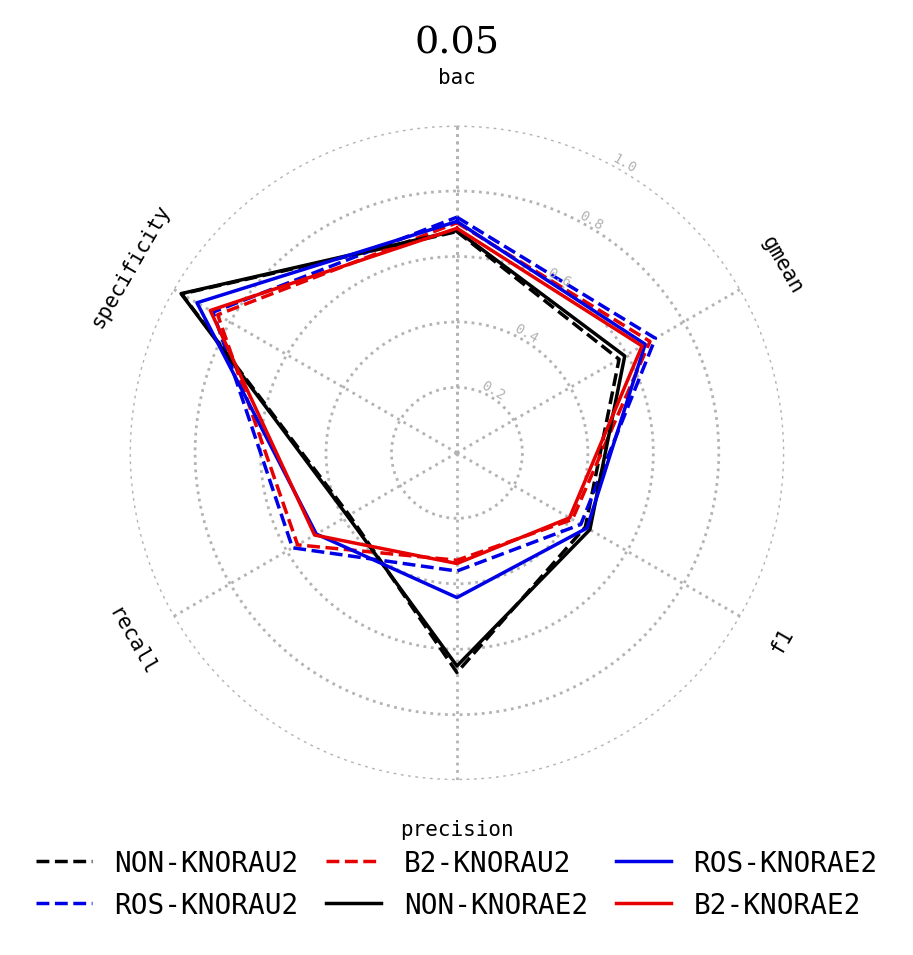 0.05
bac
1.0
0.8
0.6
0.4
0.2
gmean
specificity
recall
f1
precision
NON-KNORAU2 B2-KNORAU2 ROS-KNORAE2
ROS-KNORAU2 NON-KNORAE2 B2-KNORAE2